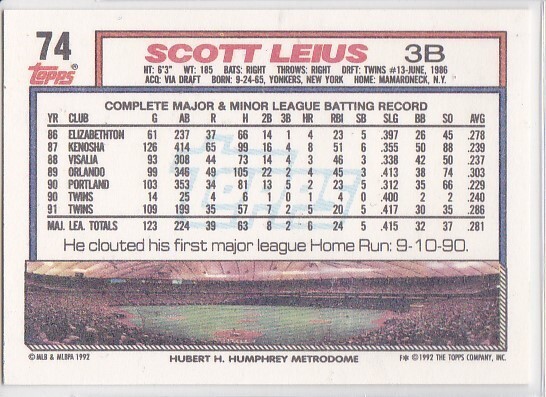 74
SCOTT LEIUS 3B
Topps
HT: 6'3" WT: 185 BATS: RIGHT THROWS: RIGHT DRFT: TWINS #13-JUNE, 1986
ACQ: VIA DRAFT BORN: 9-24-65, YONKERS, NEW YORK HOME: MAMARONECK, N.Y.
COMPLETE MAJOR & MINOR LEAGUE BATTING RECORD
YR CLUB G AB R H 2B 3B HR RBI SB SLG BB SO AVG
86 ELIZABETHTON 61 237 37 66 14 1 4 23 5 .397 26 45 .278
87 KENOSHA 126 414 65 99 16 4 8 51 6 .355 50 88 .239
88 VISALIA 93 308 44 73 14 4 3 46 3 .338 42 50 .237
89 ORLANDO 99 346 49 105 22 2 4 45 3 .413 38 74 .303
90 PORTLAND 103 353 34 81 13 5 2 23 5 .312 35 66 .229
90 TWINS 14 25 4 6 1 0 1 4 0 .400 2 2 .240
91 TWINS 109 199 35 57 7 2 5 20 5 .417 30 35 .286
MAJ. LEA. TOTALS 123 224 39 63 8 2 6 24 5 .415 32 37 .281
He clouted his first major league Home Run: 9-10-90.
© MLB & MLBPA 1992 HUBERT H. HUMPHREY METRODOME F* © 1992 THE TOPPS COMPANY, INC.